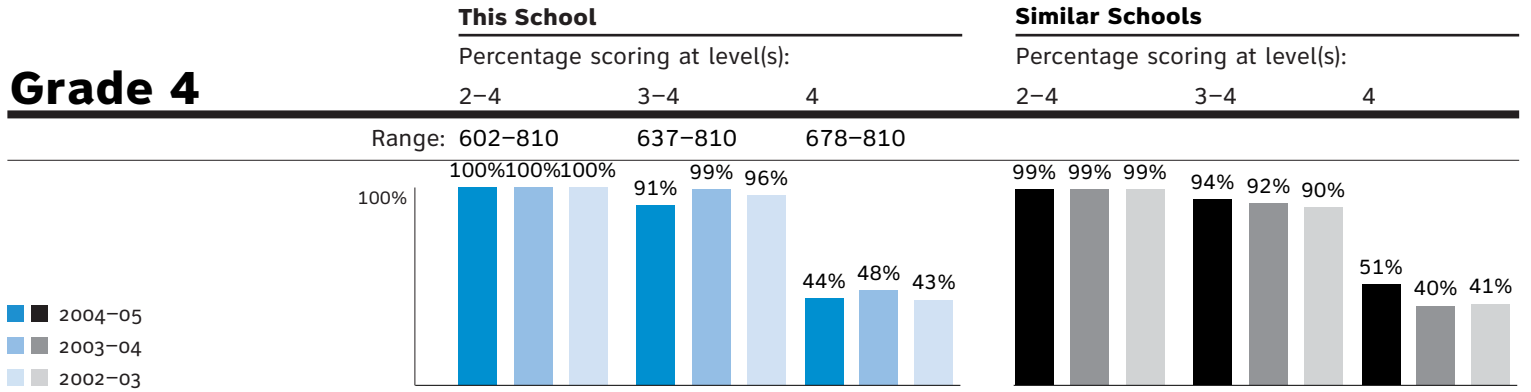 This School Similar Schools
Percentage scoring at level(s): Percentage scoring at level(s):
Grade 4 2–4 3–4 4 2–4 3–4 4
Range: 602–810 637–810 678–810
100% 100% 100% 91% 99% 96% 44% 48% 43% 99% 99% 99% 94% 92% 90% 51% 40% 41%
100%
2004–05
2003–04
2002–03